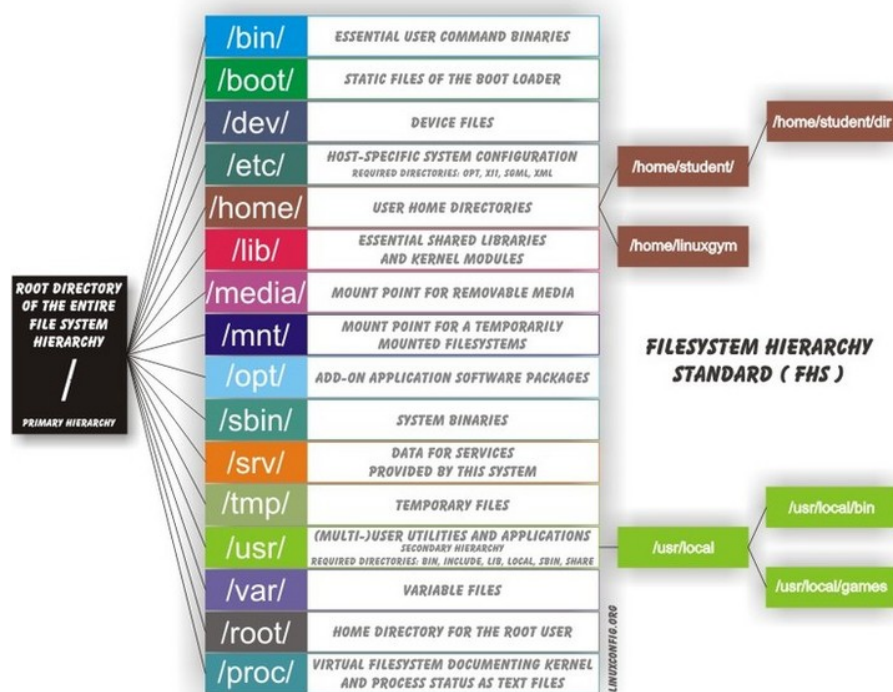 ROOT DIRECTORY
OF THE ENTIRE
FILE SYSTEM
HIERARCHY
/
PRIMARY HIERARCHY
/bin/
ESSENTIAL USER COMMAND BINARIES
/boot/
STATIC FILES OF THE BOOT LOADER
/dev/
DEVICE FILES
/etc/
HOST-SPECIFIC SYSTEM CONFIGURATION
REQUIRED DIRECTORIES: OPT, X11, SGML, XML
/home/
USER HOME DIRECTORIES
/lib/
ESSENTIAL SHARED LIBRARIES
AND KERNEL MODULES
/media/
MOUNT POINT FOR REMOVABLE MEDIA
/mnt/
MOUNT POINT FOR A TEMPORARILY
MOUNTED FILESYSTEMS
/opt/
ADD-ON APPLICATION SOFTWARE PACKAGES
/sbin/
SYSTEM BINARIES
/srv/
DATA FOR SERVICES
PROVIDED BY THIS SYSTEM
/tmp/
TEMPORARY FILES
/usr/
(MULTI-)USER UTILITIES AND APPLICATIONS
SECONDARY HIERARCHY
REQUIRED DIRECTORIES: BIN, INCLUDE, LIB, LOCAL, SBIN, SHARE
/var/
VARIABLE FILES
/root/
HOME DIRECTORY FOR THE ROOT USER
/proc/
VIRTUAL FILESYSTEM DOCUMENTING KERNEL
AND PROCESS STATUS AS TEXT FILES
/home/student/
/home/student/dir
/home/linuxgym
FILESYSTEM HIERARCHY
STANDARD ( FHS )
/usr/local
/usr/local/bin
/usr/local/games
LINUXCONFIG.ORG